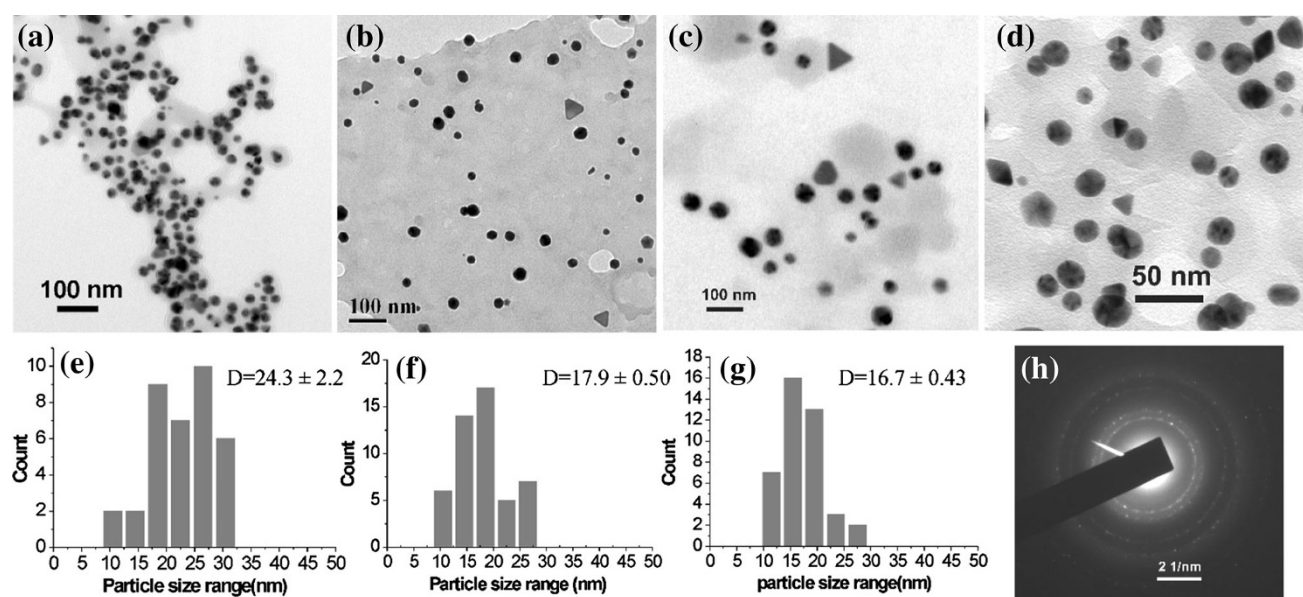 (a)
100 nm
(b)
100 nm
(c)
100 nm
(d)
50 nm
(e)
D=24.3 ± 2.2
Count
10
8
6
4
2
0
0 5 10 15 20 25 30 35 40 45 50
Particle size range(nm)
(f)
D=17.9 ± 0.50
Count
20
15
10
5
0
0 5 10 15 20 25 30 35 40 45 50
Particle size range (nm)
(g)
D=16.7 ± 0.43
Count
18
16
14
12
10
8
6
4
2
0
0 5 10 15 20 25 30 35 40 45 50
particle size range(nm)
(h)
2 1/nm